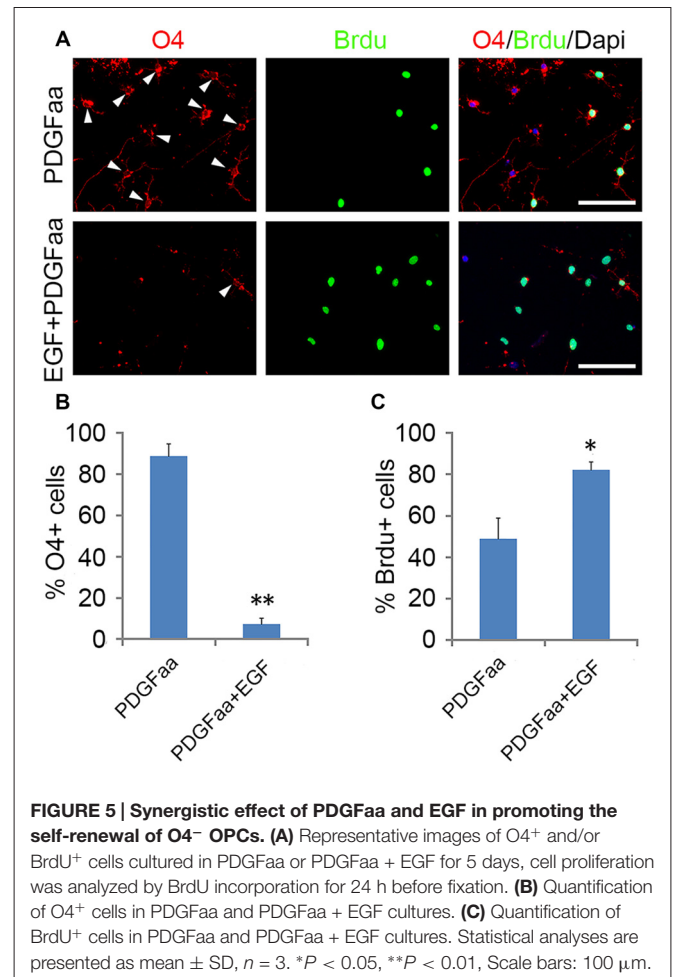 A
O4
Brdu
O4/Brdu/Dapi
PDGFaa
EGF+PDGFaa
B
C
100
80
60
40
20
0
% O4+ cells
**
PDGFaa
PDGFaa+EGF
100
80
60
40
20
0
% Brdu+ cells
*
PDGFaa
PDGFaa+EGF
FIGURE 5 | Synergistic effect of PDGFaa and EGF in promoting the
self-renewal of O4⁻ OPCs. (A) Representative images of O4⁺ and/or
BrdU⁺ cells cultured in PDGFaa or PDGFaa + EGF for 5 days, cell proliferation
was analyzed by BrdU incorporation for 24 h before fixation. (B) Quantification
of O4⁺ cells in PDGFaa and PDGFaa + EGF cultures. (C) Quantification of
BrdU⁺ cells in PDGFaa and PDGFaa + EGF cultures. Statistical analyses are
presented as mean ± SD, n = 3. *P < 0.05, **P < 0.01, Scale bars: 100 μm.